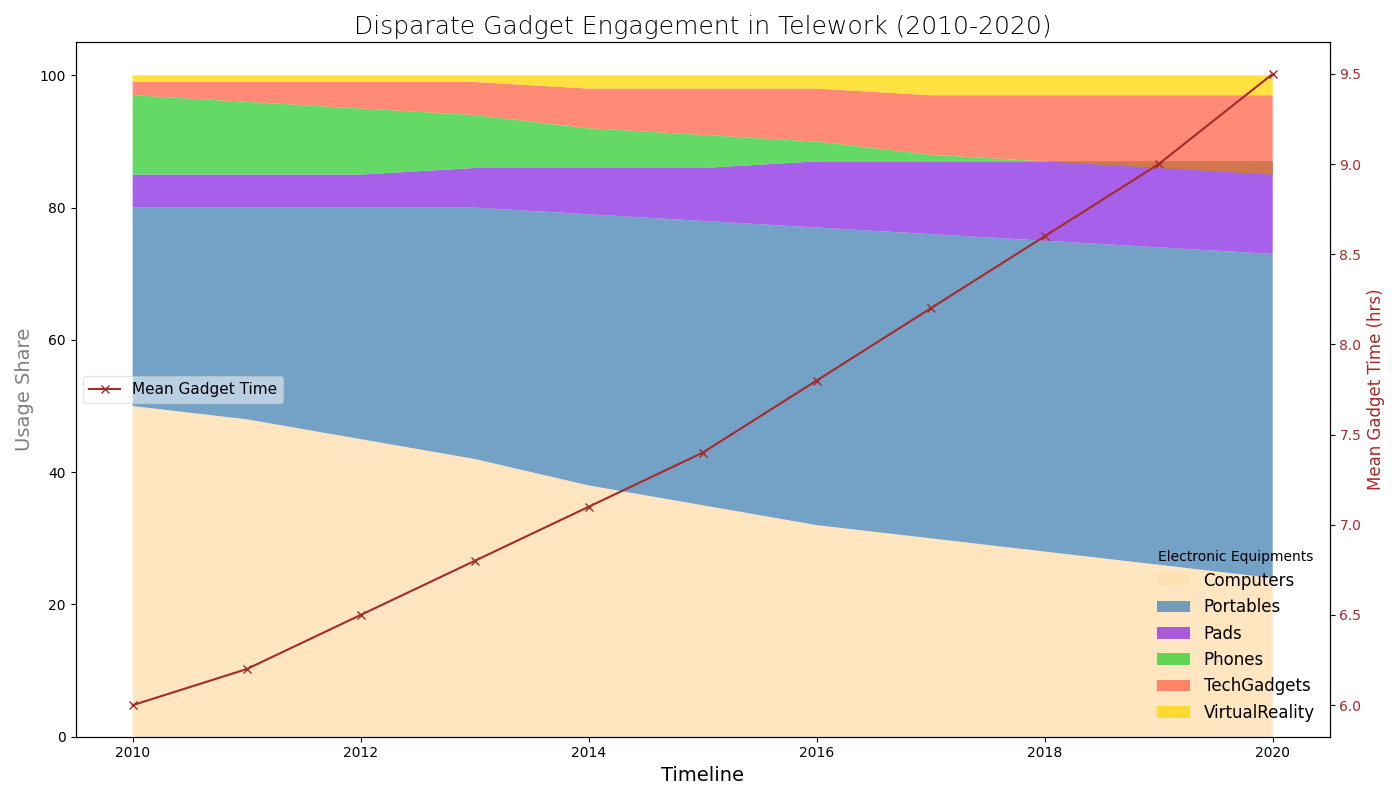 Disparate Gadget Engagement in Telework (2010-2020)
Usage Share
100
80
60
40
20
0
Mean Gadget Time
9.5
9.0
8.5
8.0
7.5
7.0
6.5
6.0
Mean Gadget Time (hrs)
Electronic Equipments
Computers
Portables
Pads
Phones
TechGadgets
VirtualReality
2010 2012 2014 2016 2018 2020
Timeline